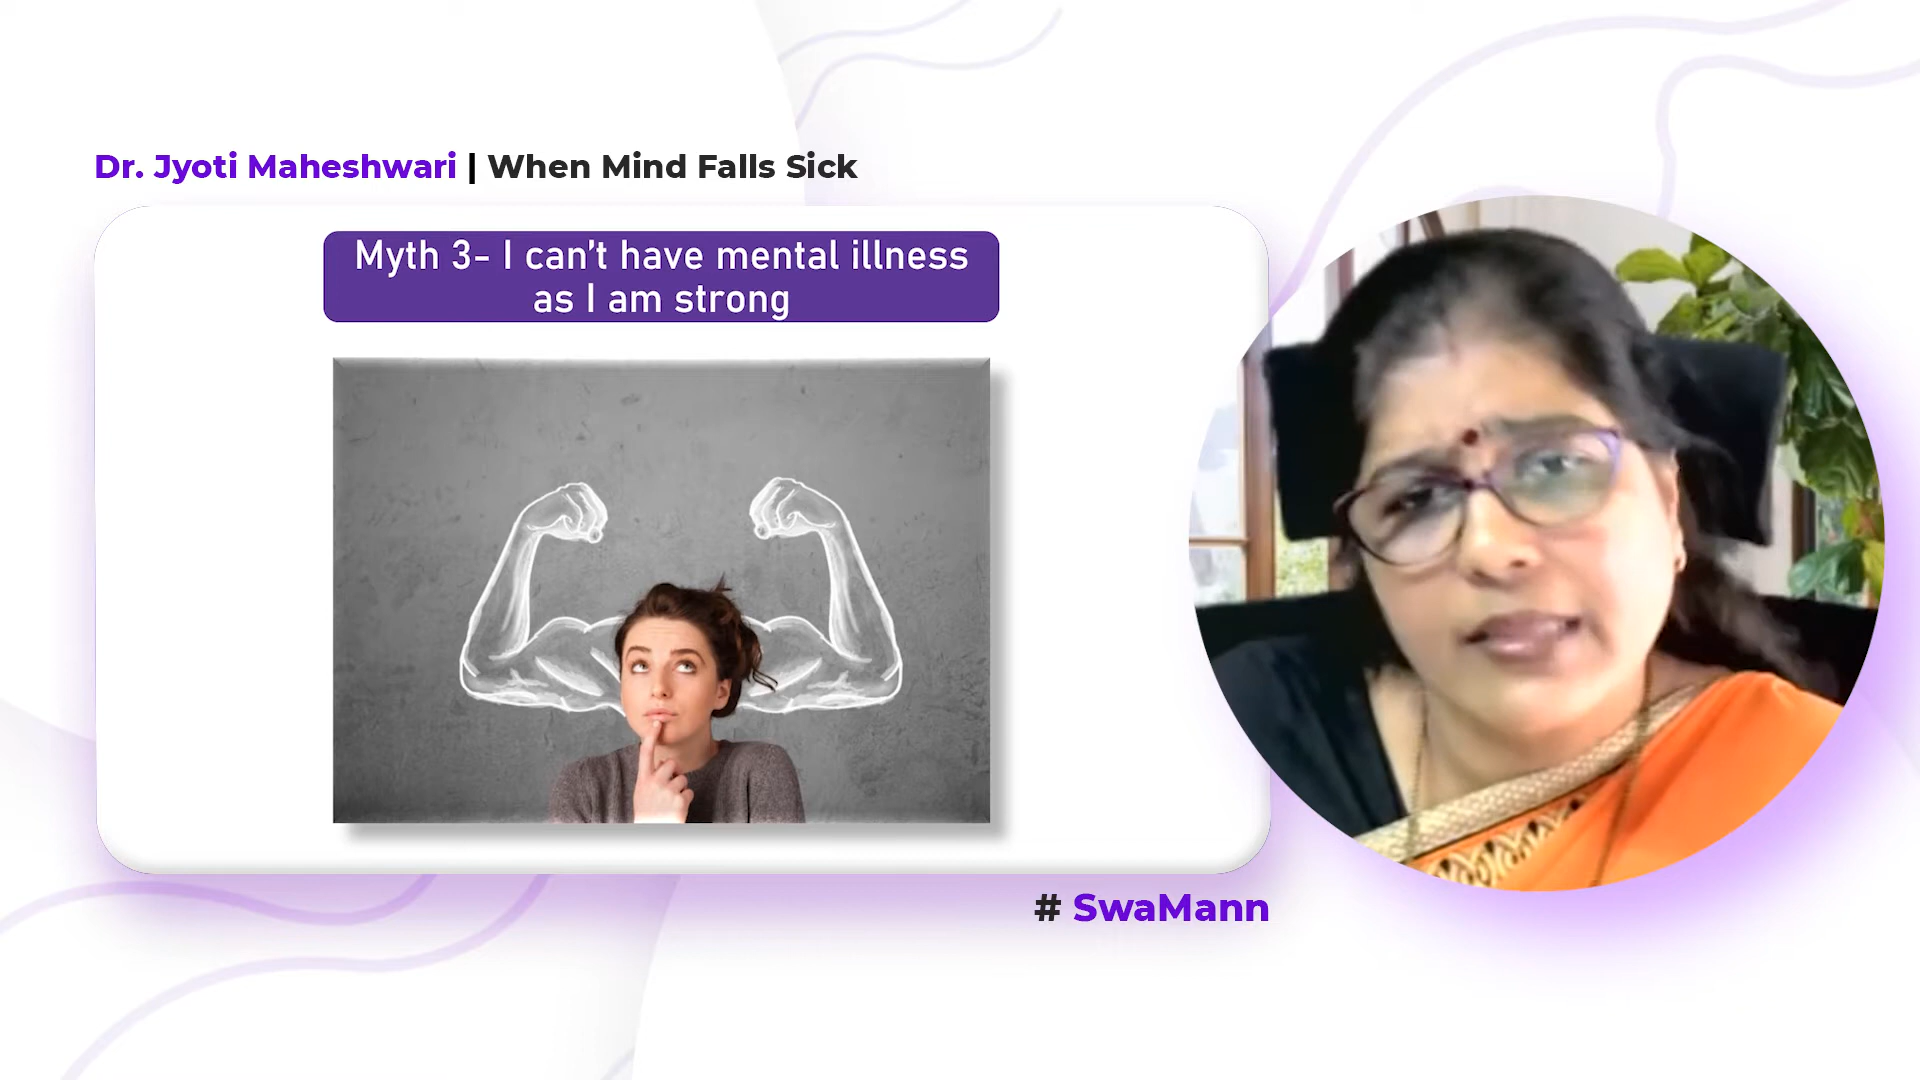 Dr. Jyoti Maheshwari | When Mind Falls Sick
Myth 3- I can't have mental illness
as I am strong
# SwaMann